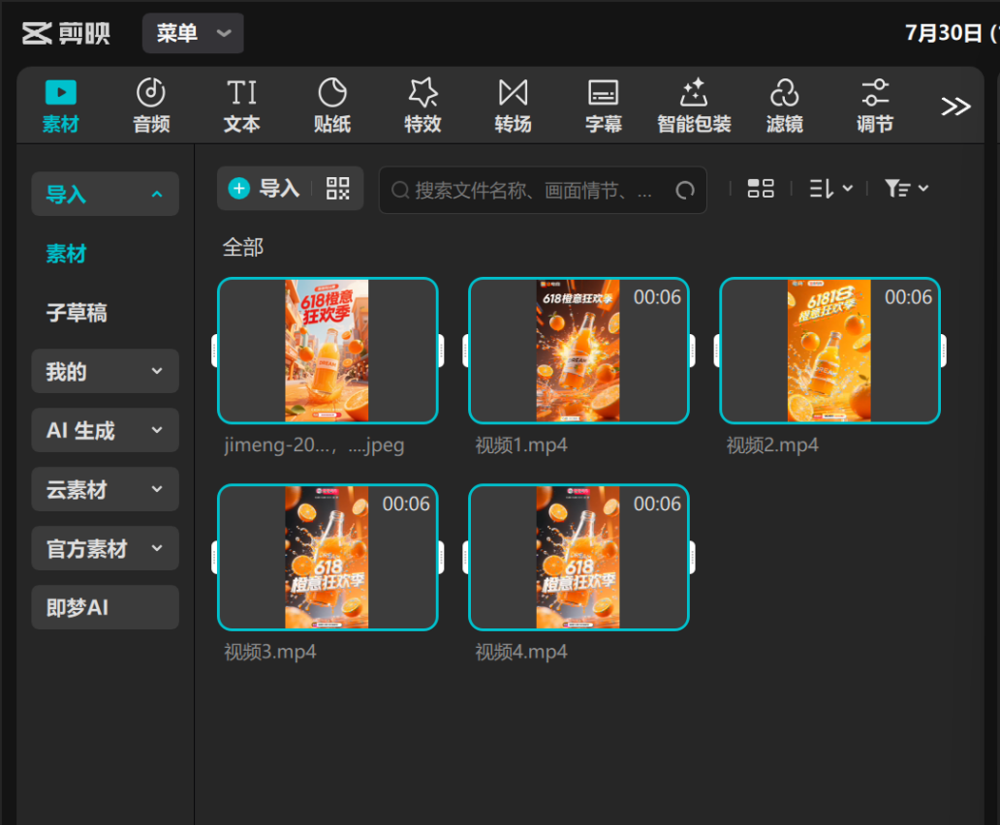 剪映
菜单
7月30日 (
素材
音频
文本
贴纸
特效
转场
字幕
智能包装
滤镜
调节
导入
素材
子草稿
我的
AI 生成
云素材
官方素材
即梦AI
导入
搜索文件名称、画面情节、...
全部
618橙意
狂欢季
DREAM
jimeng-20...，....jpeg
00:06
618橙意狂欢季
DREAM
视频1.mp4
00:06
61818
橙意狂欢季
DREAM
视频2.mp4
00:06
DREAM
618
橙意狂欢季
视频3.mp4
00:06
DREAM
618
橙意狂欢季
视频4.mp4